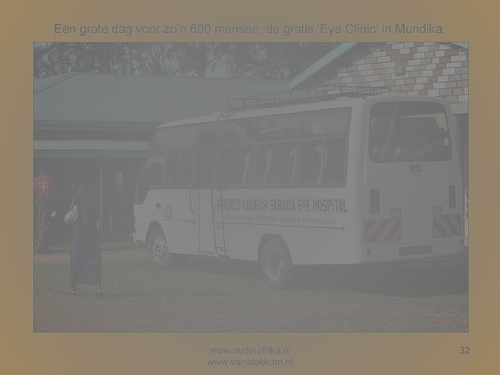 Een grote dag voor zo'n 600 mensen; de gratis 'Eye Clinic' in Mundika.
FRIENDS CHURCH SABATIA EYE HOSPITAL
www.oudinafrika.nl
www.vanstokkom.nl
32